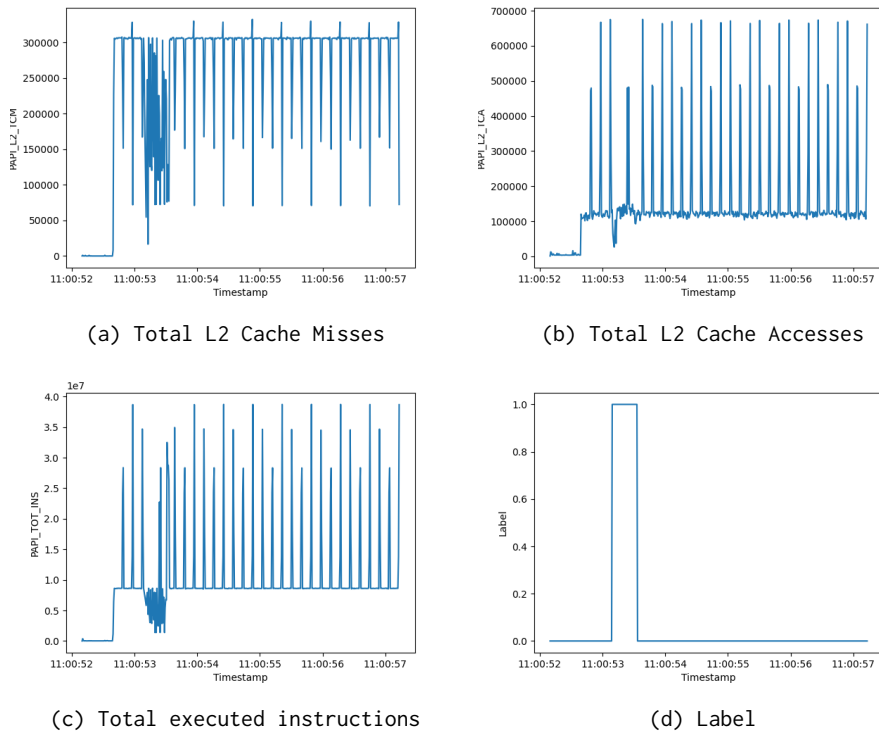 300000
250000
200000
150000
100000
50000
0
PAPI_L2_TCM
11:00:52 11:00:53 11:00:54 11:00:55 11:00:56 11:00:57
Timestamp
(a) Total L2 Cache Misses
700000
600000
500000
400000
300000
200000
100000
0
PAPI_L2_TCA
11:00:52 11:00:53 11:00:54 11:00:55 11:00:56 11:00:57
Timestamp
(b) Total L2 Cache Accesses
1e7
4.0
3.5
3.0
2.5
2.0
1.5
1.0
0.5
0.0
PAPI_TOT_INS
11:00:52 11:00:53 11:00:54 11:00:55 11:00:56 11:00:57
Timestamp
(c) Total executed instructions
1.0
0.8
0.6
0.4
0.2
0.0
Label
11:00:52 11:00:53 11:00:54 11:00:55 11:00:56 11:00:57
Timestamp
(d) Label